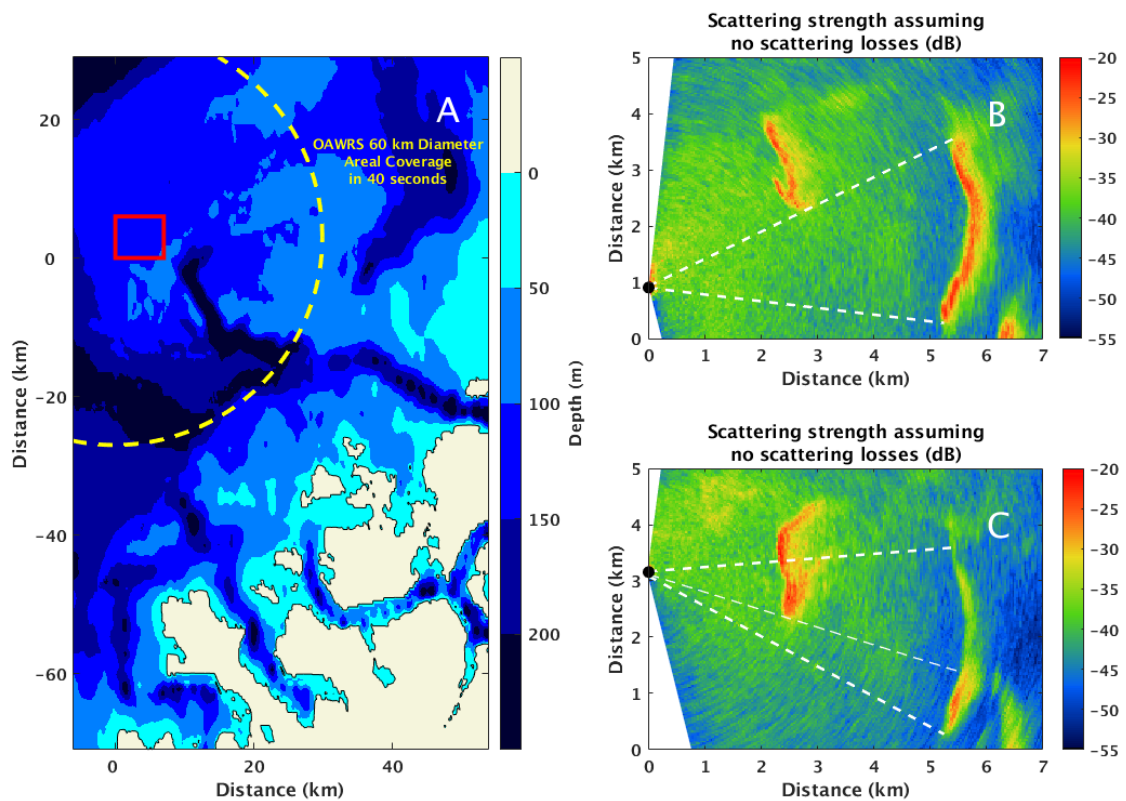 A
OAWRS 60 km Diameter
Areal Coverage
in 40 seconds
20
0
−20
−40
−60
Distance (km)
0
20
40
Distance (km)
0
50
100
150
200
Depth (m)
Scattering strength assuming
no scattering losses (dB)
B
5
4
3
2
1
0
Distance (km)
0 1 2 3 4 5 6 7
Distance (km)
−20
−25
−30
−35
−40
−45
−50
−55
Scattering strength assuming
no scattering losses (dB)
C
5
4
3
2
1
0
Distance (km)
0 1 2 3 4 5 6 7
Distance (km)
−20
−25
−30
−35
−40
−45
−50
−55